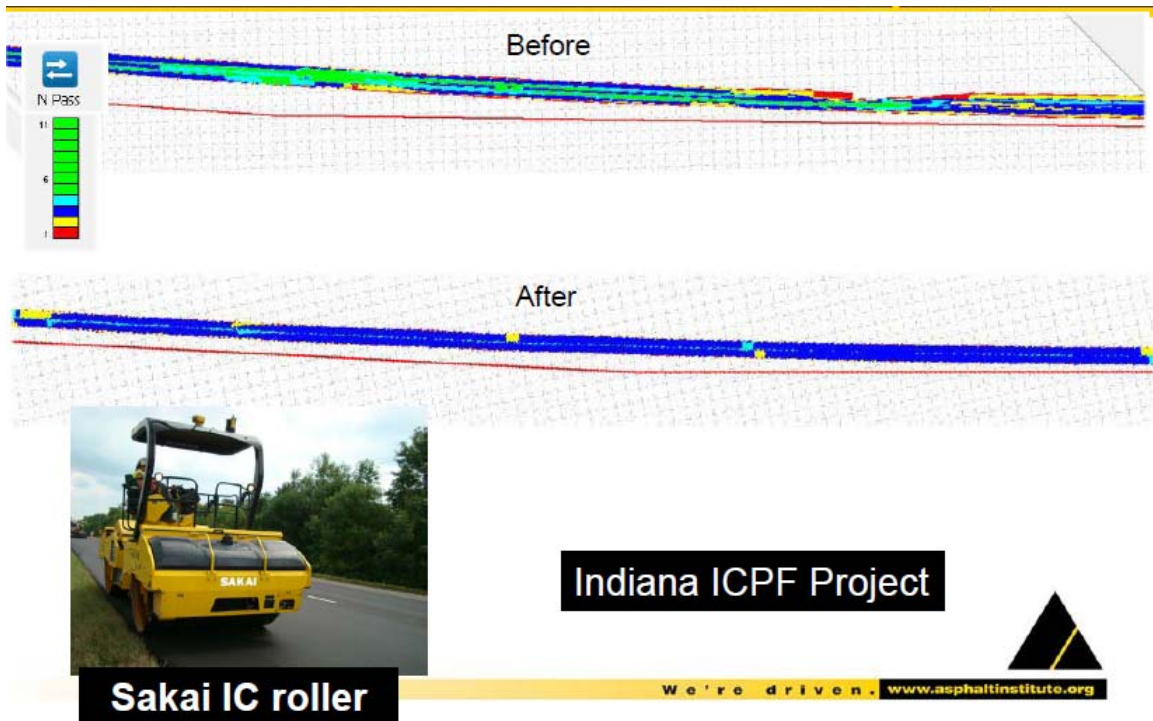 Before
N Pass
11
6
1
After
SAKAI
Indiana ICPF Project
Sakai IC roller
We're driven. www.asphaltinstitute.org